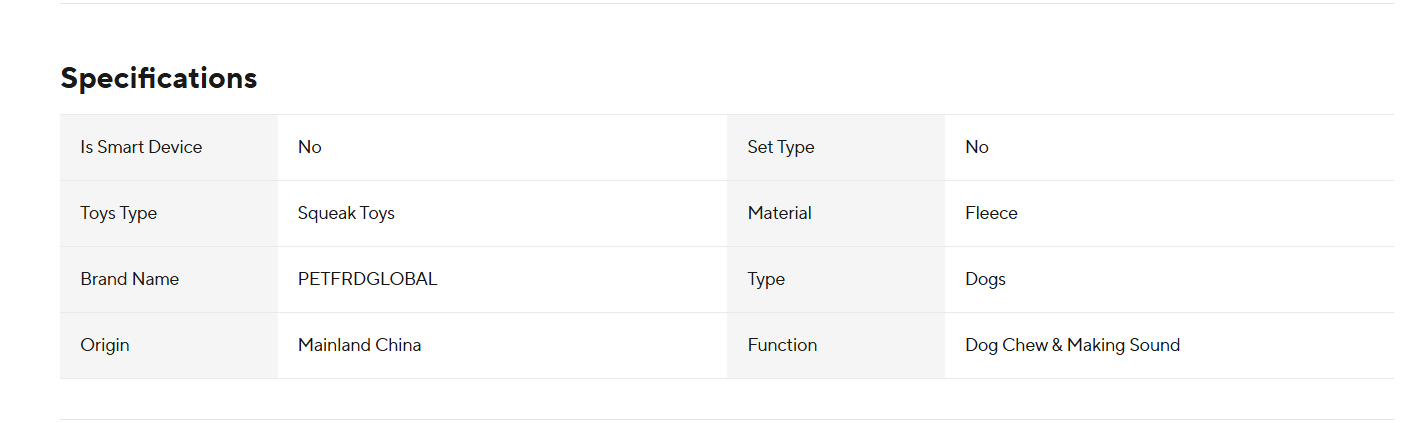 Specifications
Is Smart Device No Set Type No
Toys Type Squeak Toys Material Fleece
Brand Name PETFRDGLOBAL Type Dogs
Origin Mainland China Function Dog Chew & Making Sound